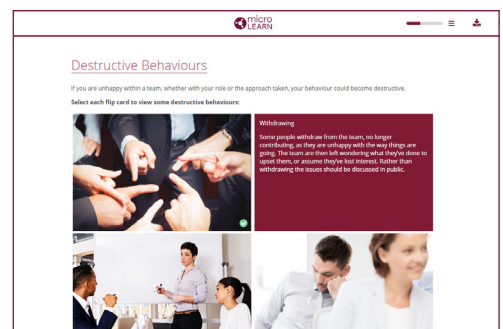 micro
LEARN
Destructive Behaviours
If you are unhappy within a team, whether with your role or the approach taken, your behaviour could become destructive.
Select each flip card to view some destructive behaviours:
Withdrawing
Some people withdraw from the team, no longer
contributing, as they are unhappy with the way things are
going. The team are then left wondering what they've done to
upset them, or assume they've lost interest. Rather than
withdrawing the issues should be discussed in public.